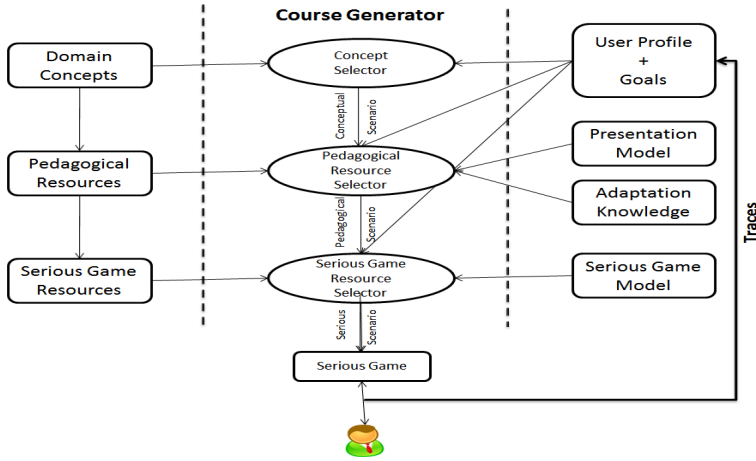 Course Generator
Domain
Concepts
Concept
Selector
User Profile
+
Goals
Conceptual
Scenario
Pedagogical
Resources
Pedagogical
Resource
Selector
Presentation
Model
Adaptation
Knowledge
Pedagogical
Scenario
Traces
Serious Game
Resources
Serious Game
Resource
Selector
Serious Game
Model
Serious
Scenario
Serious Game